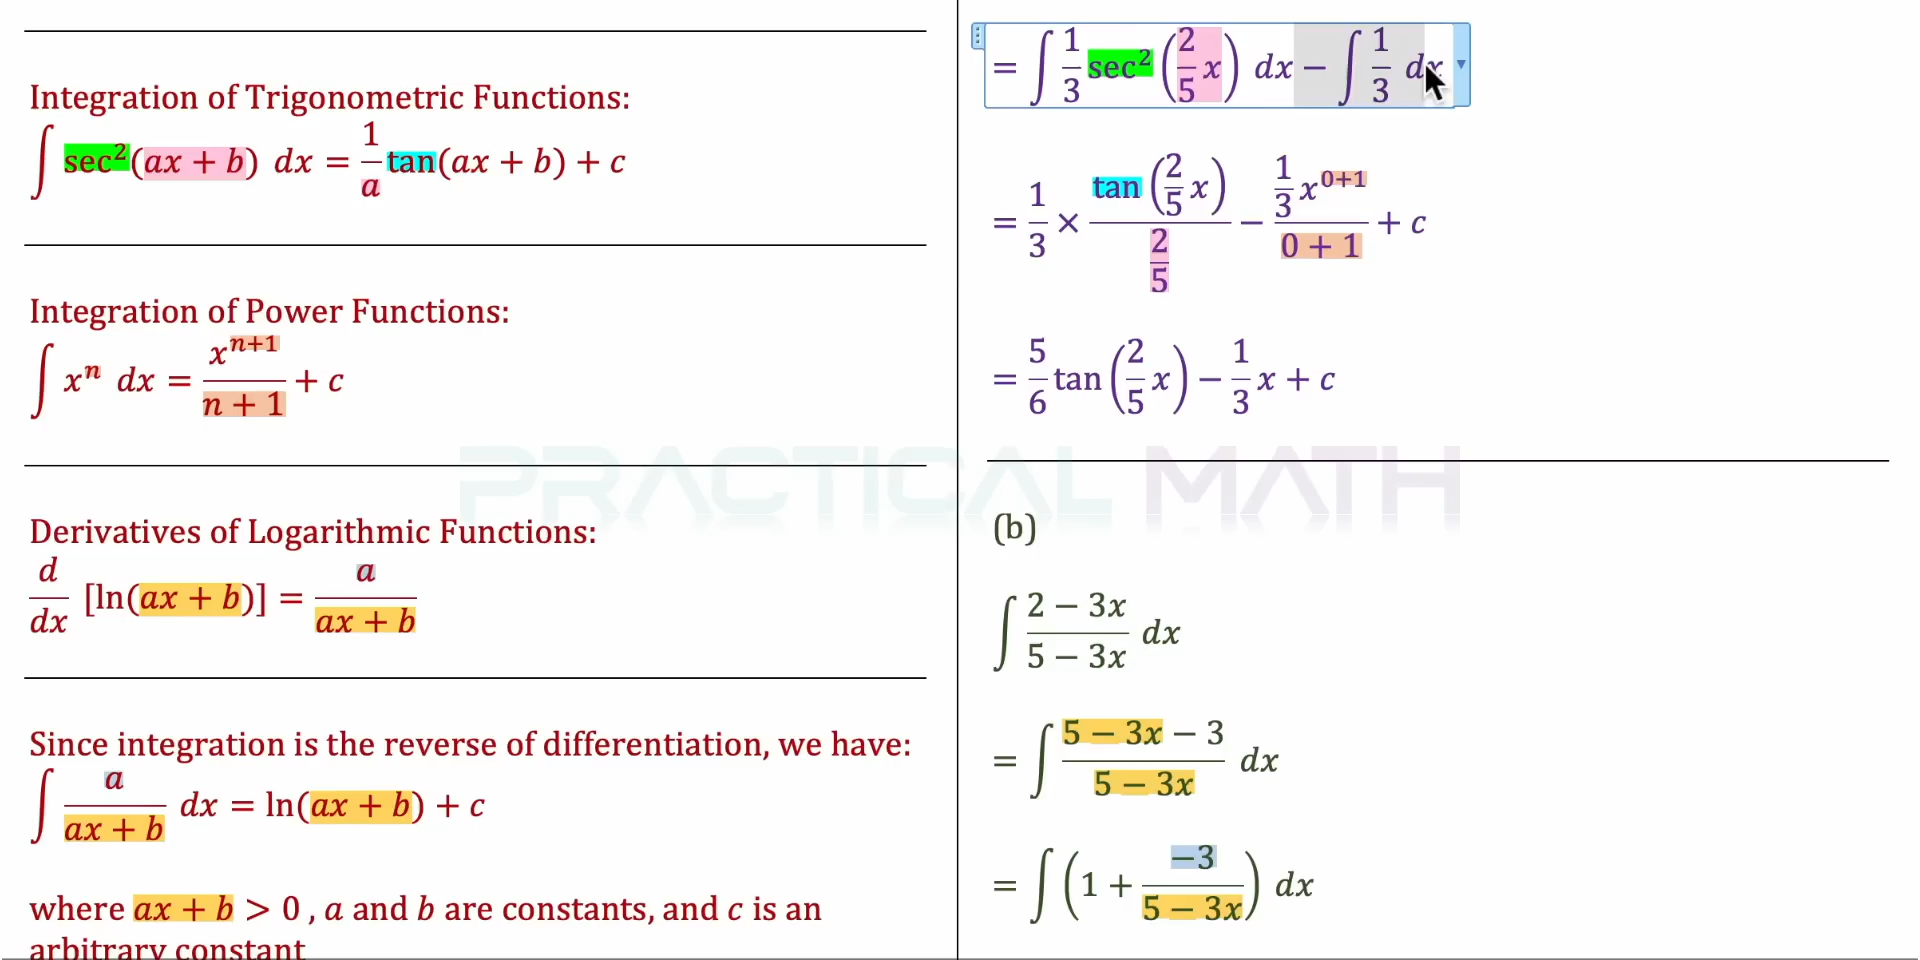 Integration of Trigonometric Functions:
∫ sec²(ax + b) dx = 1/a tan(ax + b) + c
Integration of Power Functions:
∫ xⁿ dx = xⁿ⁺¹/(n + 1) + c
Derivatives of Logarithmic Functions:
d/dx [ln(ax + b)] = a/(ax + b)
Since integration is the reverse of differentiation, we have:
∫ a/(ax + b) dx = ln(ax + b) + c
where ax + b > 0 , a and b are constants, and c is an
arbitrary constant
= ∫ 1/3 sec² (2/5 x) dx − ∫ 1/3 dx
= 1/3 × tan(2/5 x)/(2/5) − (1/3 x⁰⁺¹)/(0 + 1) + c
= 5/6 tan (2/5 x) − 1/3 x + c
(b)
∫ (2 − 3x)/(5 − 3x) dx
= ∫ (5 − 3x − 3)/(5 − 3x) dx
= ∫ (1 + −3/(5 − 3x)) dx
PRACTICAL MATH